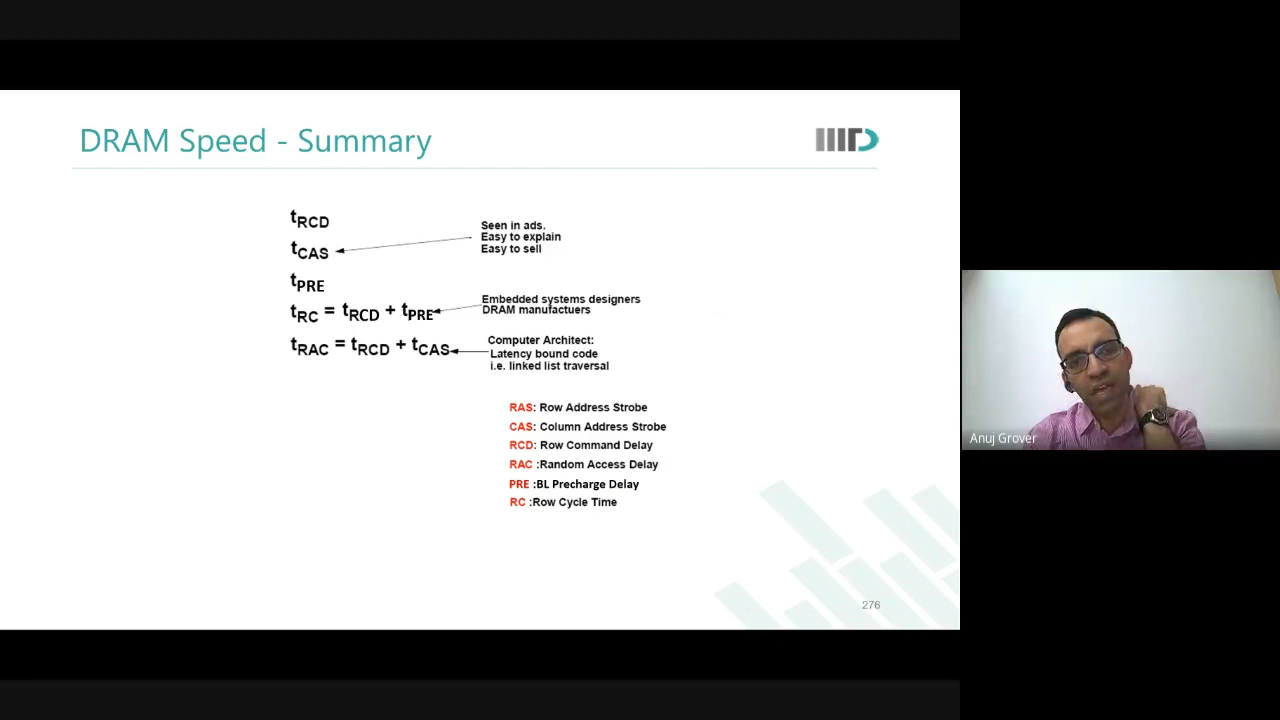 DRAM Speed - Summary
IIITD
tRCD
tCAS
Seen in ads.
Easy to explain
Easy to sell
tPRE
tRC = tRCD + tPRE
Embedded systems designers
DRAM manufactuers
tRAC = tRCD + tCAS
Computer Architect:
Latency bound code
i.e. linked list traversal
RAS: Row Address Strobe
CAS: Column Address Strobe
RCD: Row Command Delay
RAC :Random Access Delay
PRE :BL Precharge Delay
RC :Row Cycle Time
276
Anuj Grover